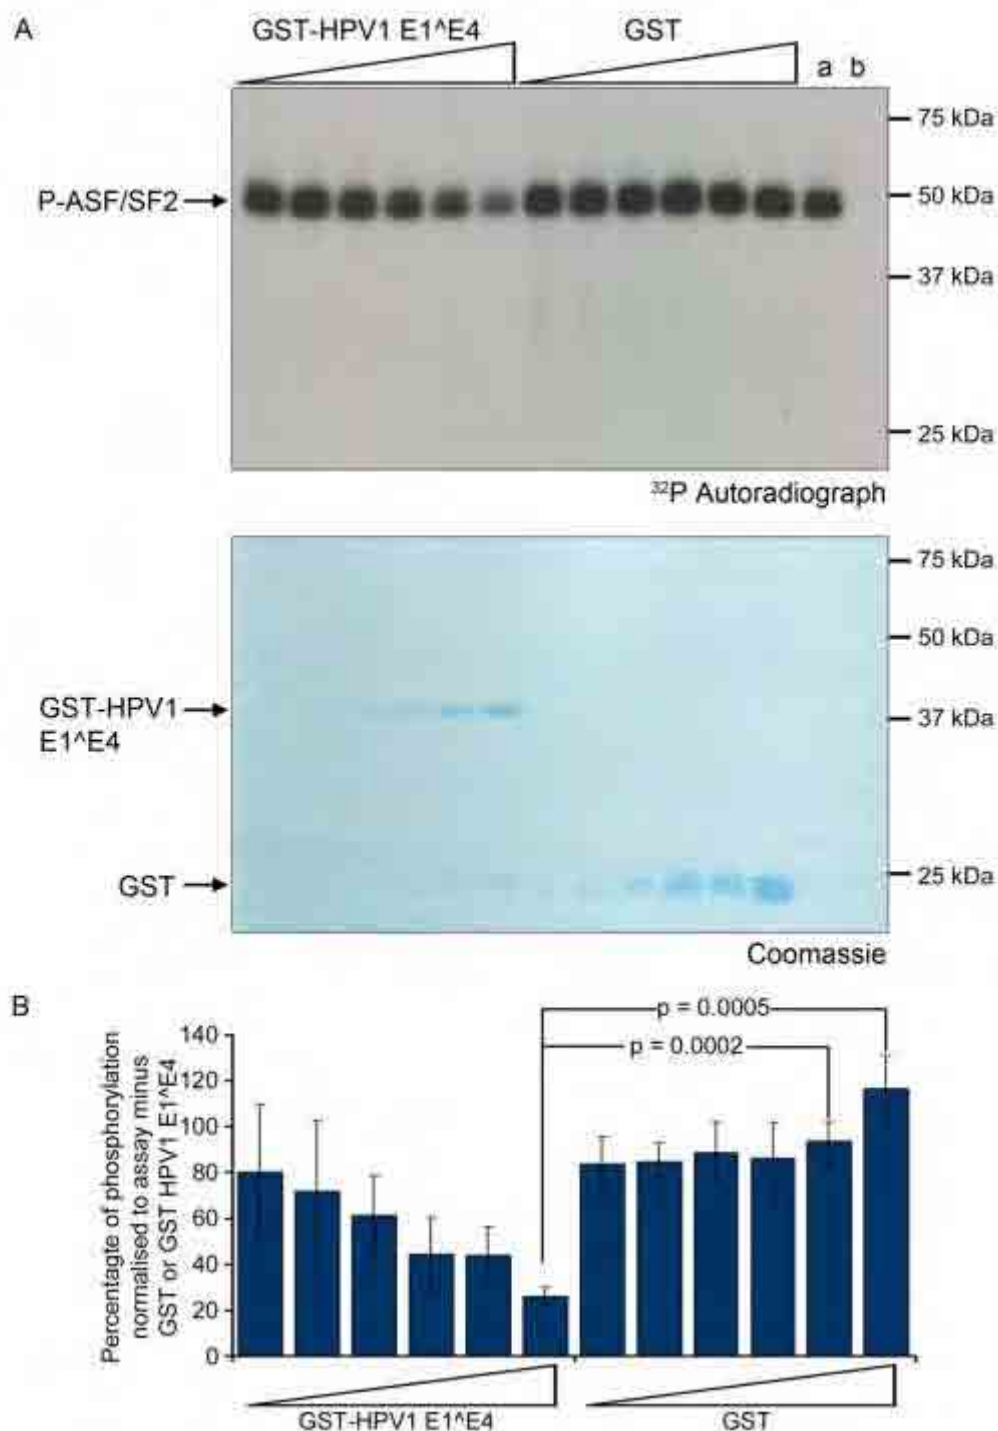 A
GST-HPV1 E1^E4
GST
a b
P-ASF/SF2
75 kDa
50 kDa
37 kDa
25 kDa
32P Autoradiograph
75 kDa
50 kDa
GST-HPV1
E1^E4
37 kDa
GST
25 kDa
Coomassie
B
p = 0.0005
p = 0.0002
Percentagte of phosphorylation
normalised to assay minus
GST or GST HPV1 E1^E4
140
120
100
80
60
40
20
0
GST-HPV1 E1^E4
GST